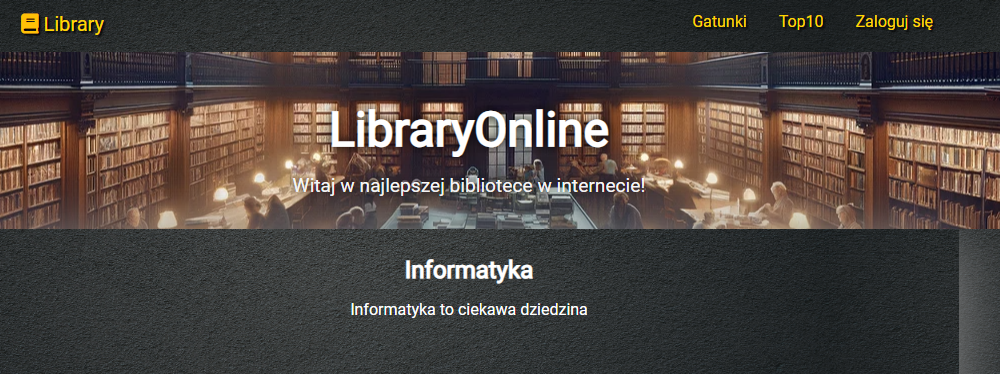 Library
Gatunki Top10 Zaloguj się
LibraryOnline
Witaj w najlepszej bibliotece w internecie!
Informatyka
Informatyka to ciekawa dziedzina